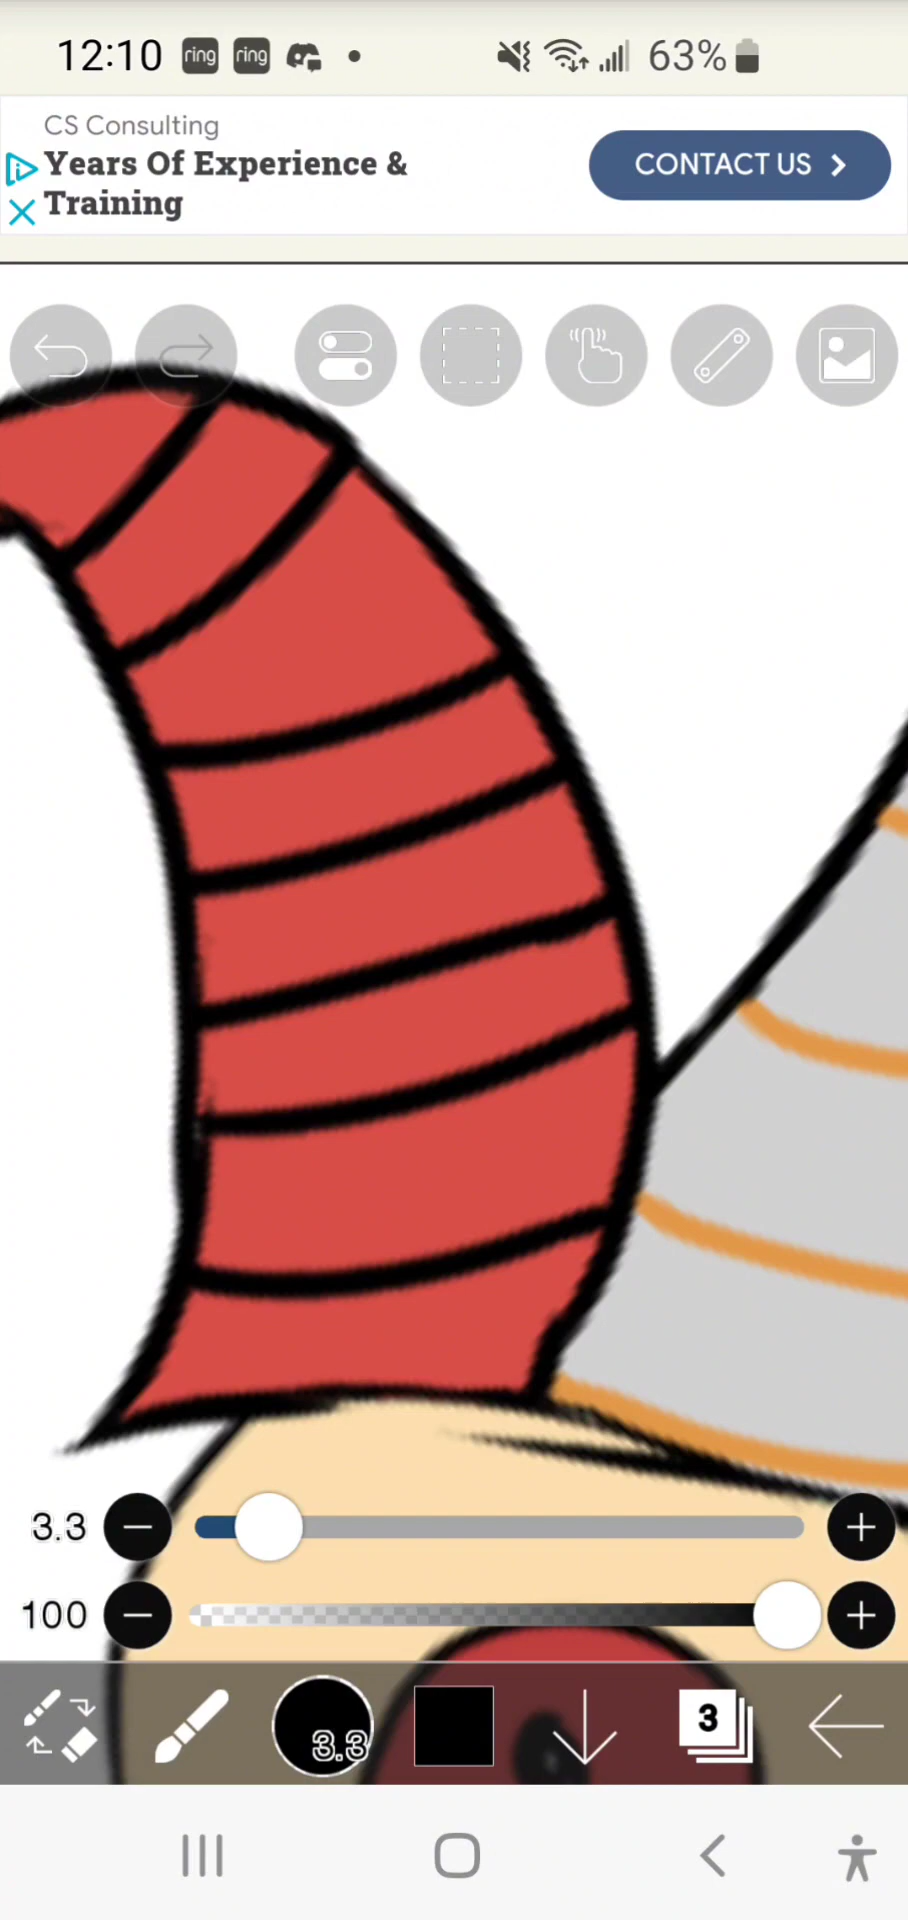 12:10 ring ring 63%
CS Consulting
Years Of Experience &
Training
CONTACT US
3.3
100
3.3
3